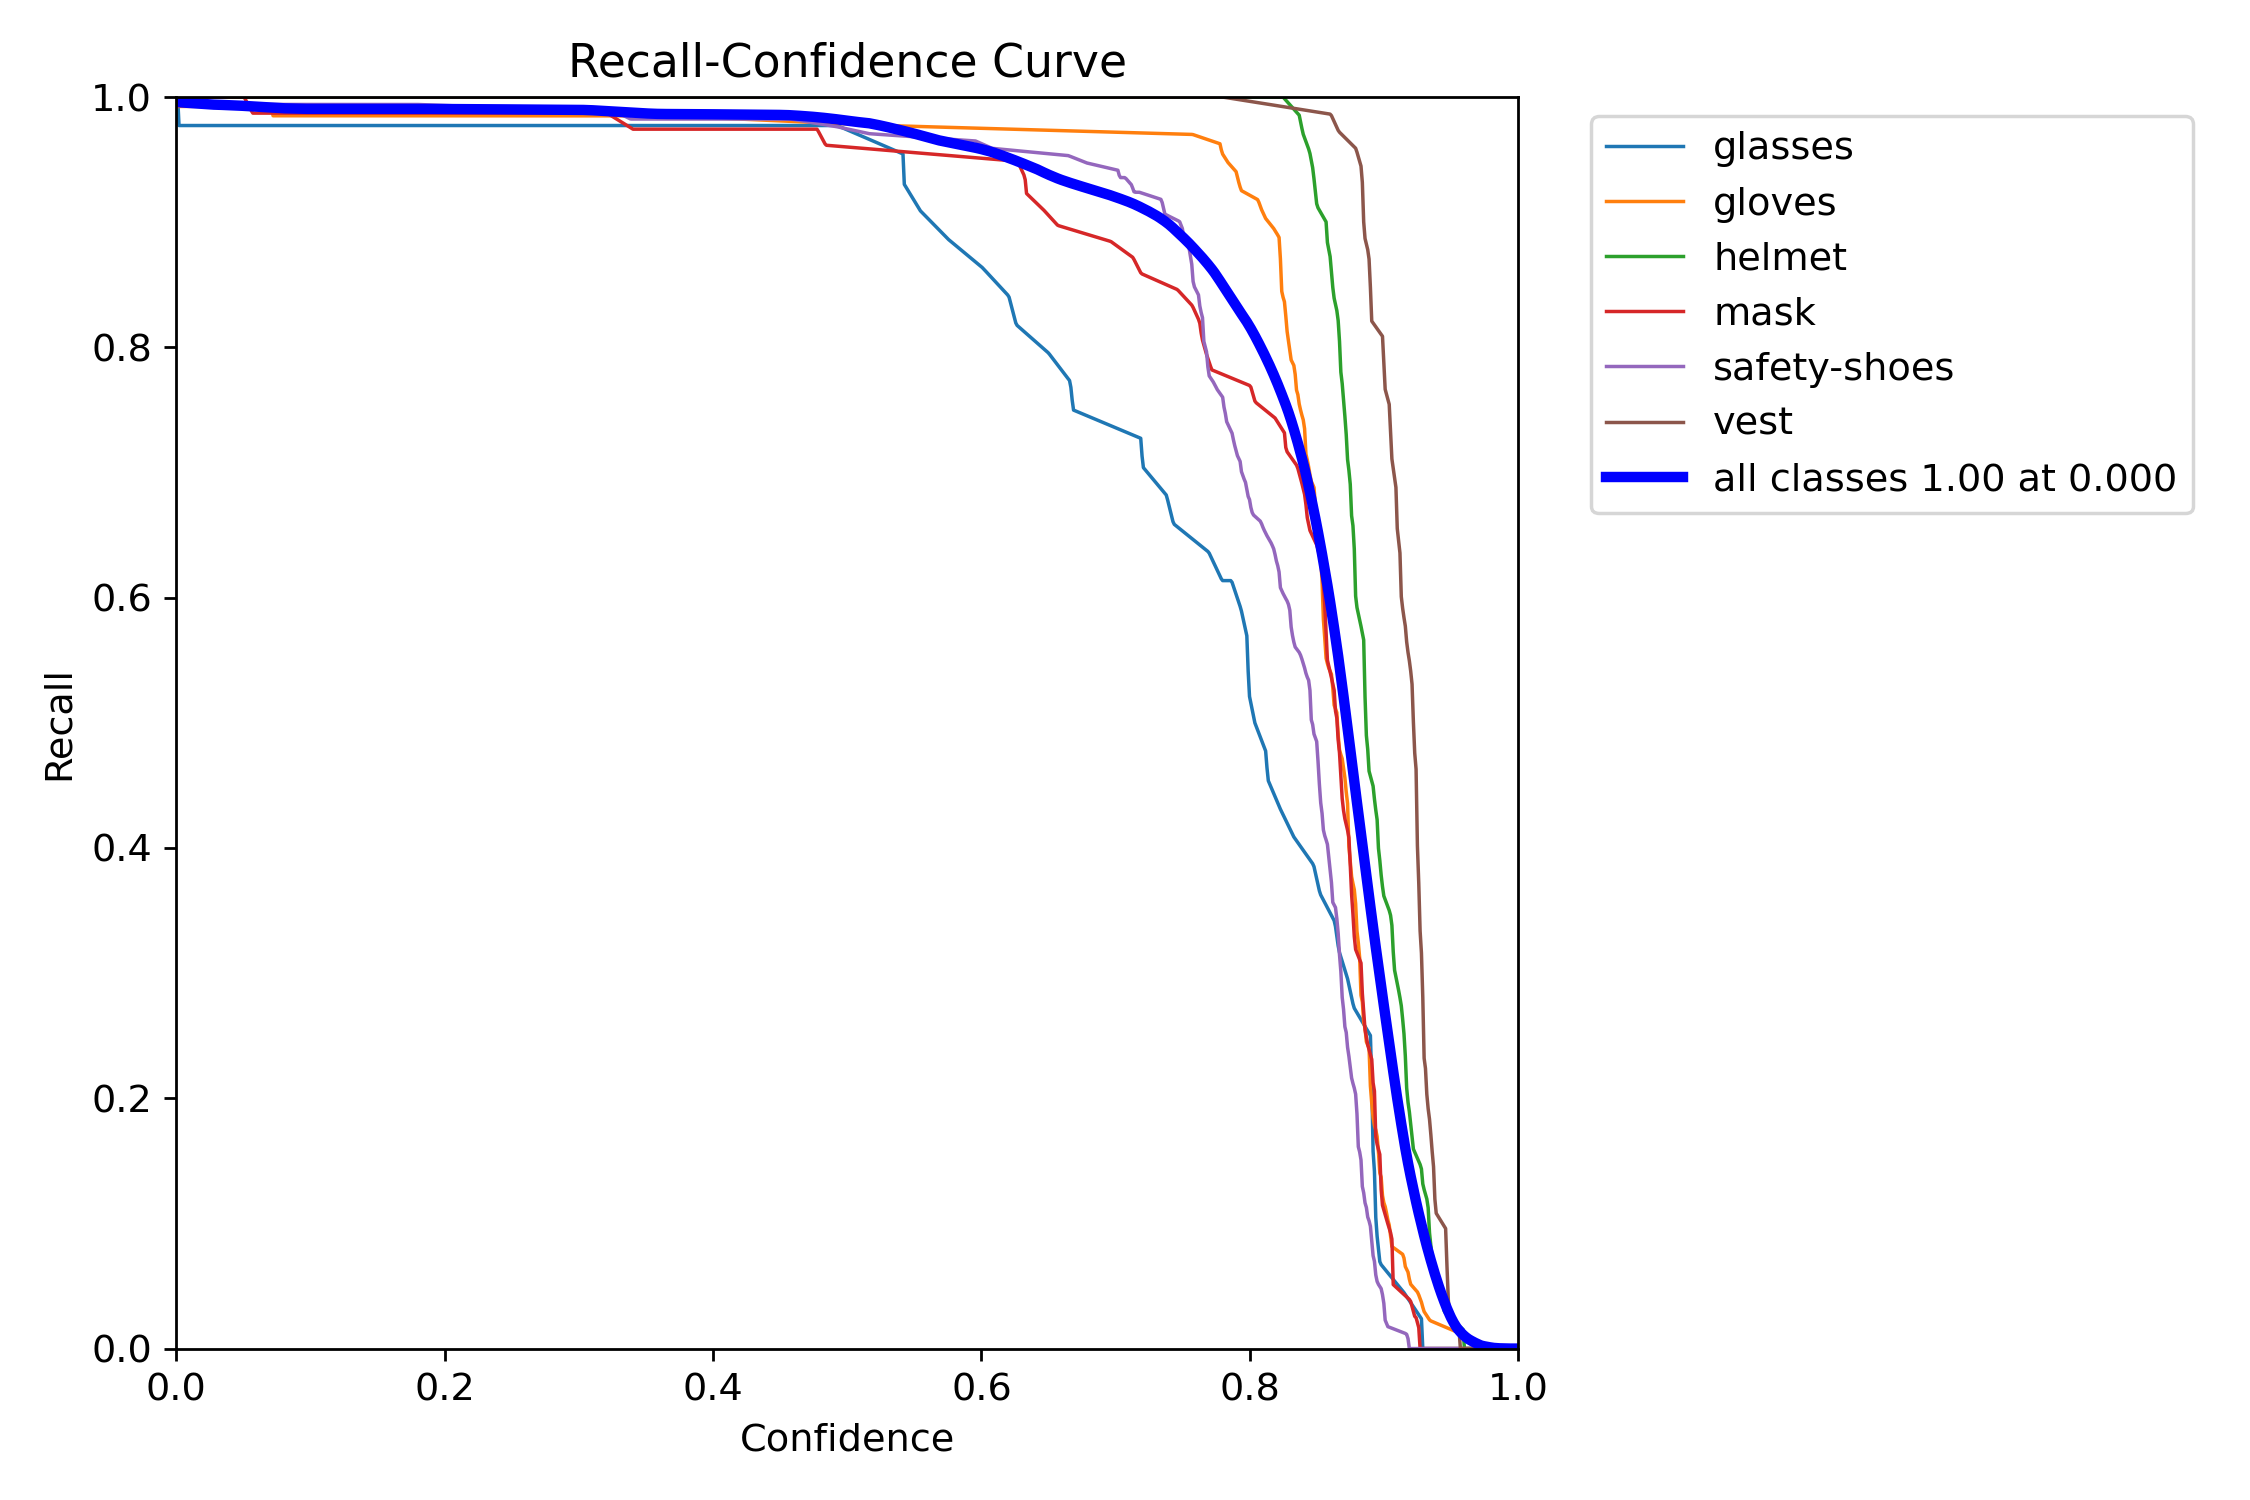 Recall-Confidence Curve
1.0
0.8
0.6
0.4
0.2
0.0
Recall
0.0 0.2 0.4 0.6 0.8 1.0
Confidence
glasses
gloves
helmet
mask
safety-shoes
vest
all classes 1.00 at 0.000